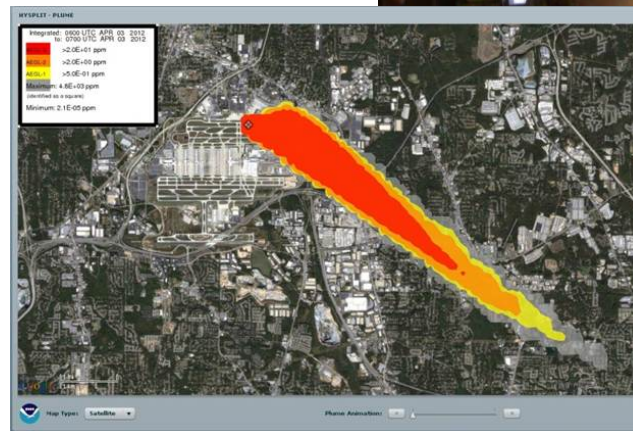 HYSPLIT - PLUME
Integrated: 0600 UTC APR 03 2012
to: 0700 UTC APR 03 2012
>2.0E+01 ppm
AEGL-2 >2.0E+00 ppm
AEGL-1 >5.0E-01 ppm
Maximum: 4.6E+03 ppm
(identified as a square)
Minimum: 2.1E-05 ppm
Map Type: Satellite
Plume Animation: